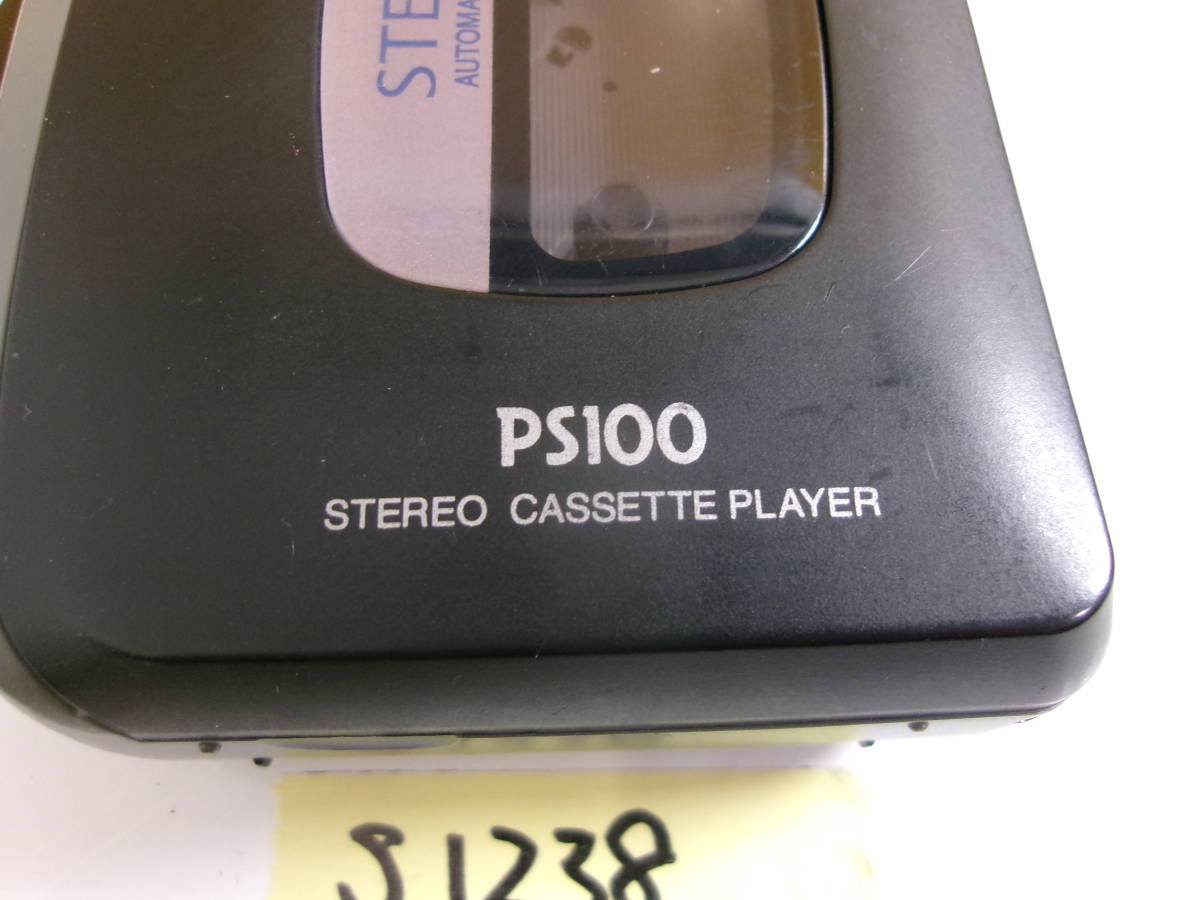 PS100
STEREO CASSETTE PLAYER
S1238